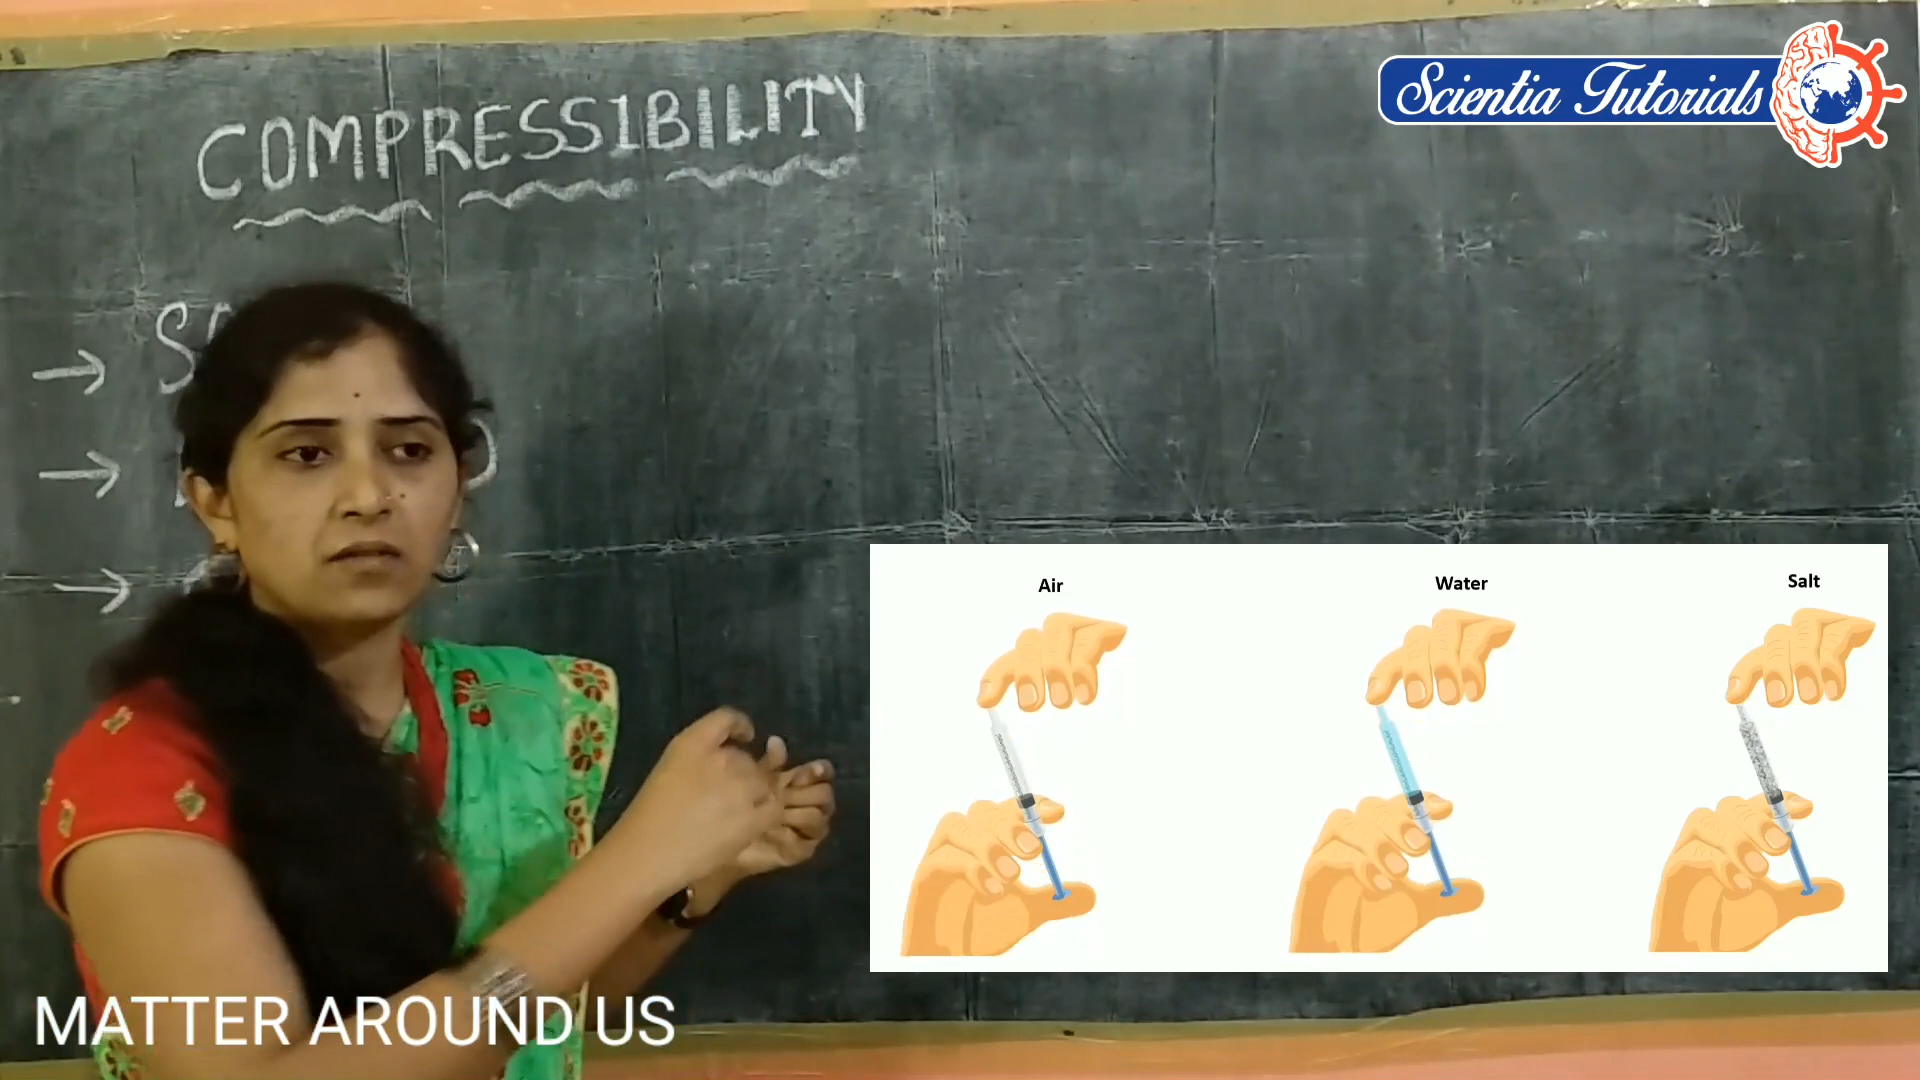 COMPRESSIBILITY
Scientia Tutorials
Air
Water
Salt
MATTER AROUND US